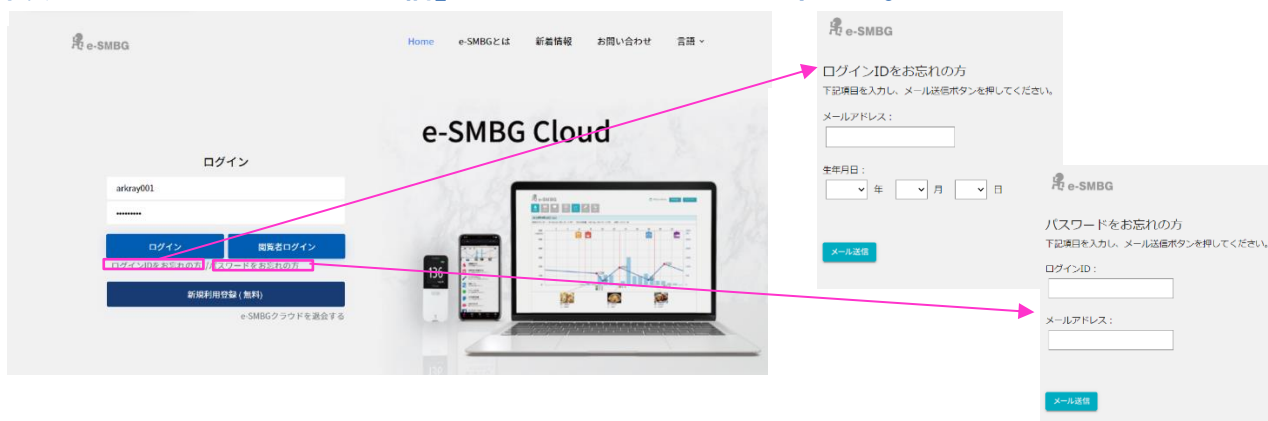 e-SMBG
Home e-SMBGとは 新着情報 お問い合わせ 言語
e-SMBG Cloud
ログイン
arkray001
•••••••••
ログイン 閲覧者ログイン
ログインIDをお忘れの方 // スワードをお忘れの方
新規利用登録 ( 無料)
e-SMBGクラウドを退会する
136
e-SMBG
ログインIDをお忘れの方
下記項目を入力し、メール送信ボタンを押してください。
メールアドレス :
生年月日 :
年 月 日
メール送信
e-SMBG
パスワードをお忘れの方
下記項目を入力し、メール送信ボタンを押してください。
ログインID :
メールアドレス :
メール送信